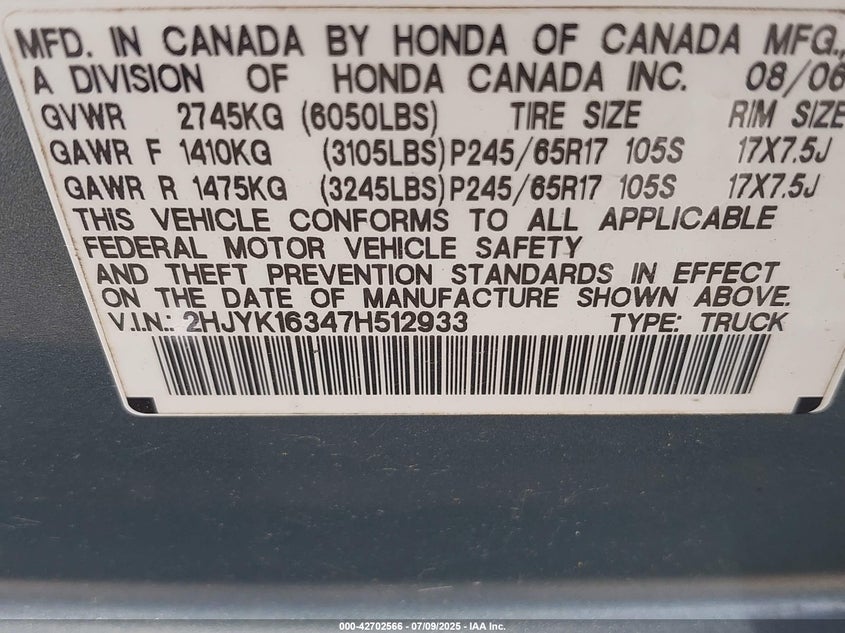 MFD. IN CANADA BY HONDA OF CANADA MFG.,
A DIVISION OF HONDA CANADA INC. 08/06
GVWR 2745KG (6050LBS) TIRE SIZE RIM SIZE
GAWR F 1410KG (3105LBS) P245/65R17 105S 17X7.5J
GAWR R 1475KG (3245LBS) P245/65R17 105S 17X7.5J
THIS VEHICLE CONFORMS TO ALL APPLICABLE
FEDERAL MOTOR VEHICLE SAFETY
AND THEFT PREVENTION STANDARDS IN EFFECT
ON THE DATE OF MANUFACTURE SHOWN ABOVE.
V.I.N.: 2HJYK16347H512933 TYPE: TRUCK
000-42702566 - 07/09/2025 - IAA Inc.